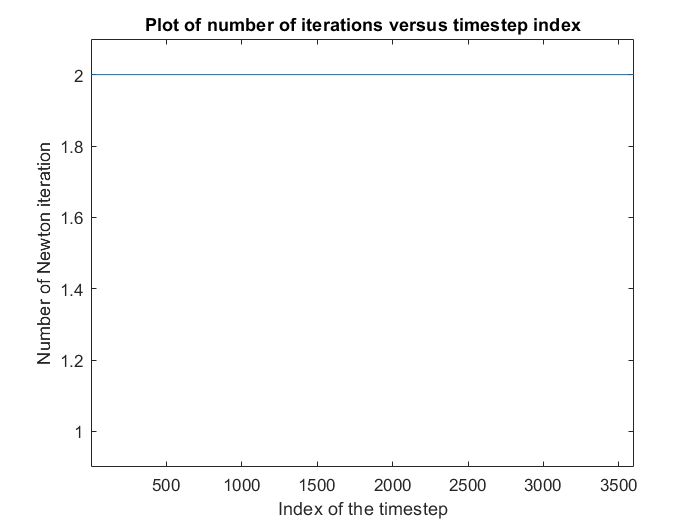 Plot of number of iterations versus timestep index
2
1.8
1.6
1.4
1.2
1
Number of Newton iteration
500 1000 1500 2000 2500 3000 3500
Index of the timestep